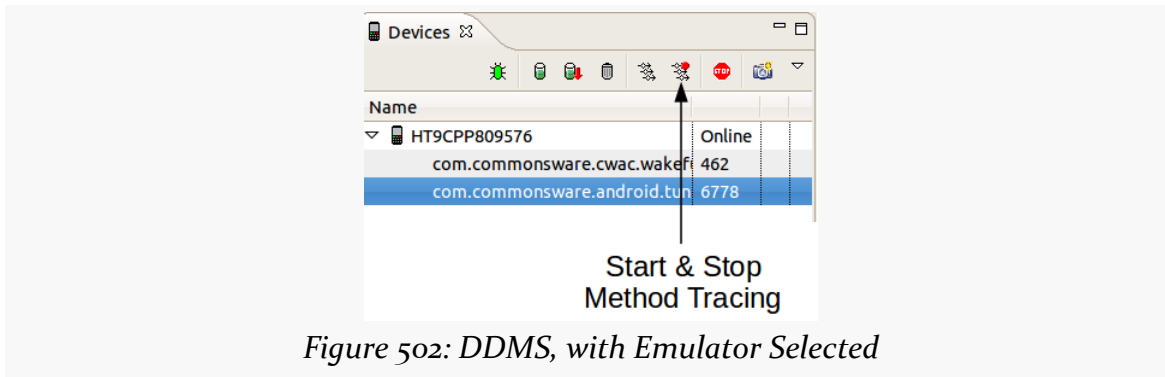 Devices
STOP
Name
HT9CPP809576 Online
com.commonsware.cwac.wakef 462
com.commonsware.android.tun 6778
Start & Stop
Method Tracing
Figure 502: DDMS, with Emulator Selected